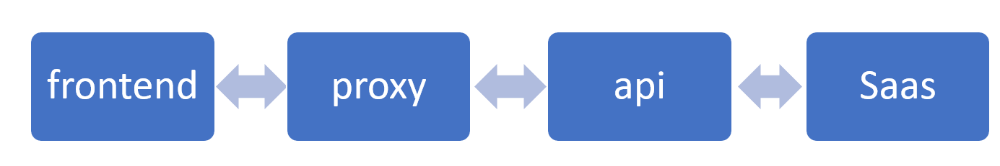 frontend
proxy
api
Saas